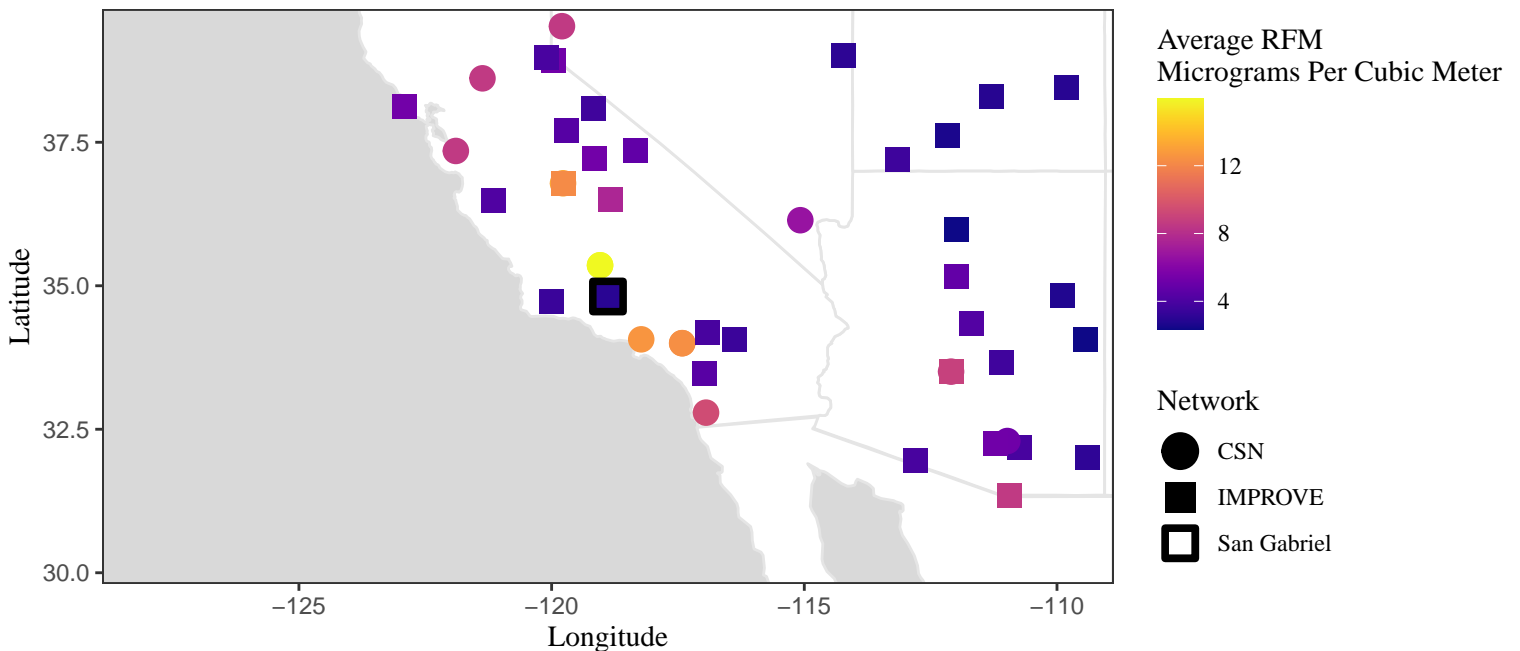 Latitude
37.5
35.0
32.5
30.0
−125
−120
−115
−110
Longitude
Average RFM
Micrograms Per Cubic Meter
12
8
4
Network
CSN
IMPROVE
San Gabriel